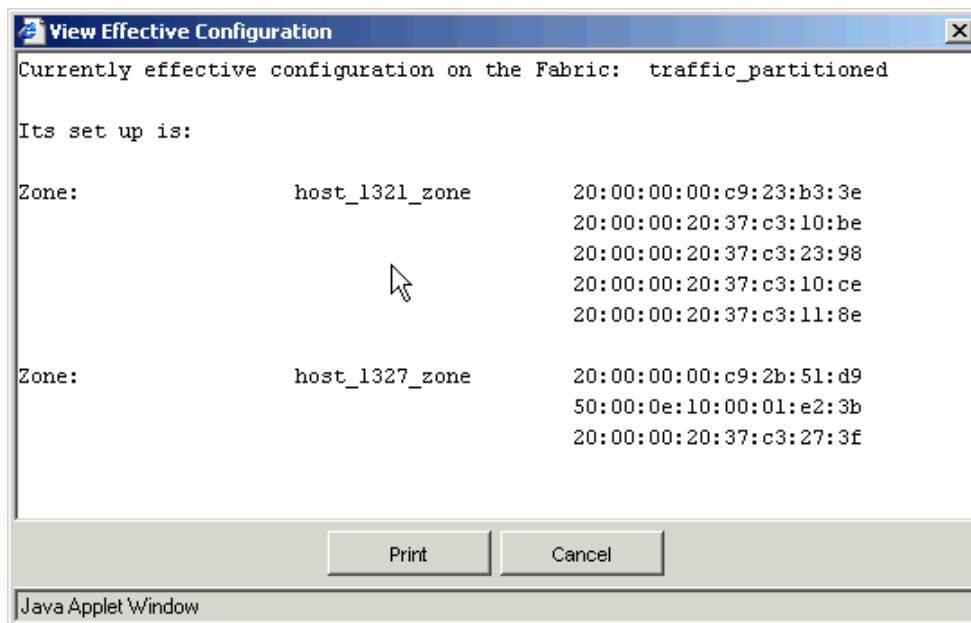 View Effective Configuration
Currently effective configuration on the Fabric: traffic_partitioned
Its set up is:
Zone: host_1321_zone 20:00:00:00:c9:23:b3:3e
20:00:00:20:37:c3:10:be
20:00:00:20:37:c3:23:98
20:00:00:20:37:c3:10:ce
20:00:00:20:37:c3:11:8e
Zone: host_1327_zone 20:00:00:00:c9:2b:51:d9
50:00:0e:10:00:01:e2:3b
20:00:00:20:37:c3:27:3f
Print Cancel
Java Applet Window